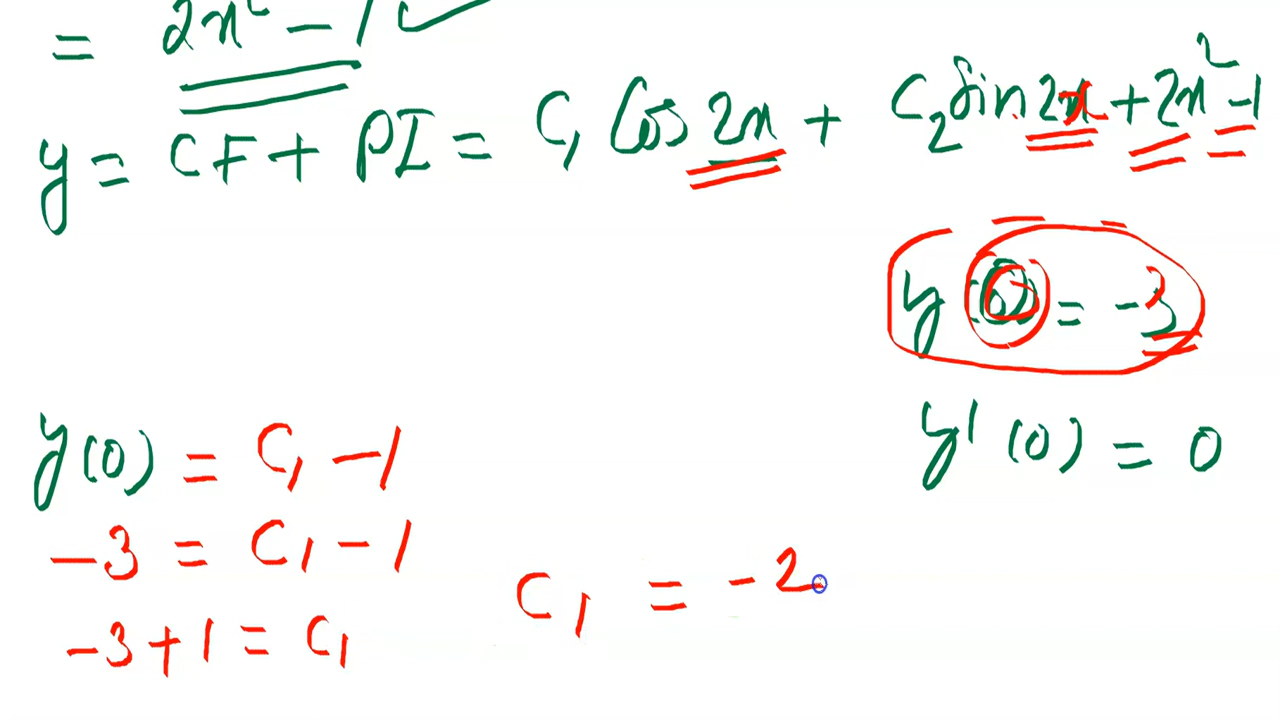 = 2x² - 1
y = CF + PI = C₁ Cos 2x + C₂ Sin 2x + 2x² - 1
y(0) = -3
y'(0) = 0
y(0) = C₁ - 1
-3 = C₁ - 1
-3 + 1 = C₁
C₁ = -2